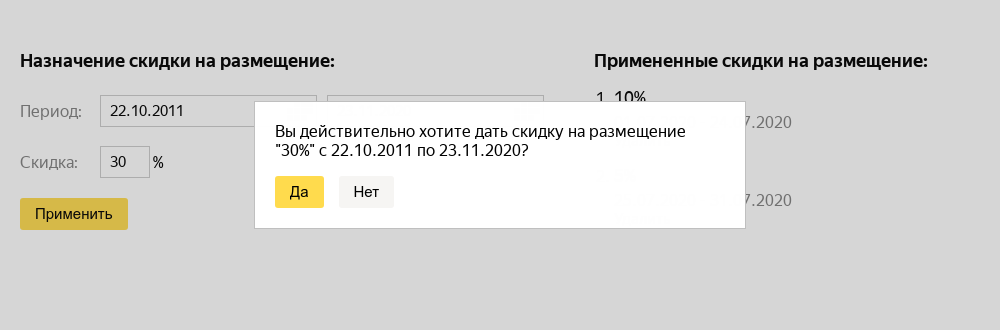 Назначение скидки на размещение:
Примененные скидки на размещение:
Период:
22.10.2011
1. 10%
7.2020
Вы действительно хотите дать скидку на размещение
"30%" с 22.10.2011 по 23.11.2020?
Скидка:
30 %
Да
Нет
7.2020
Применить